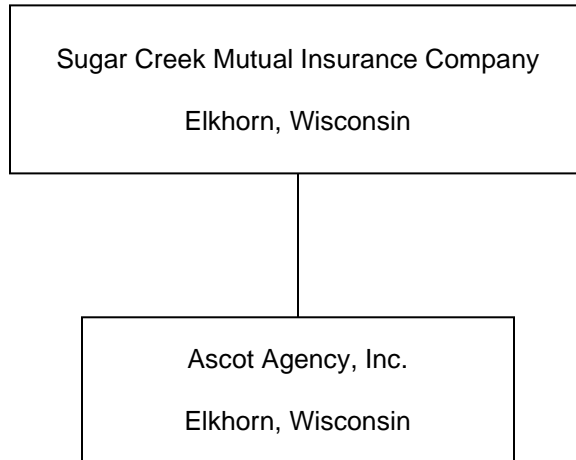 Sugar Creek Mutual Insurance Company
Elkhorn, Wisconsin
Ascot Agency, Inc.
Elkhorn, Wisconsin